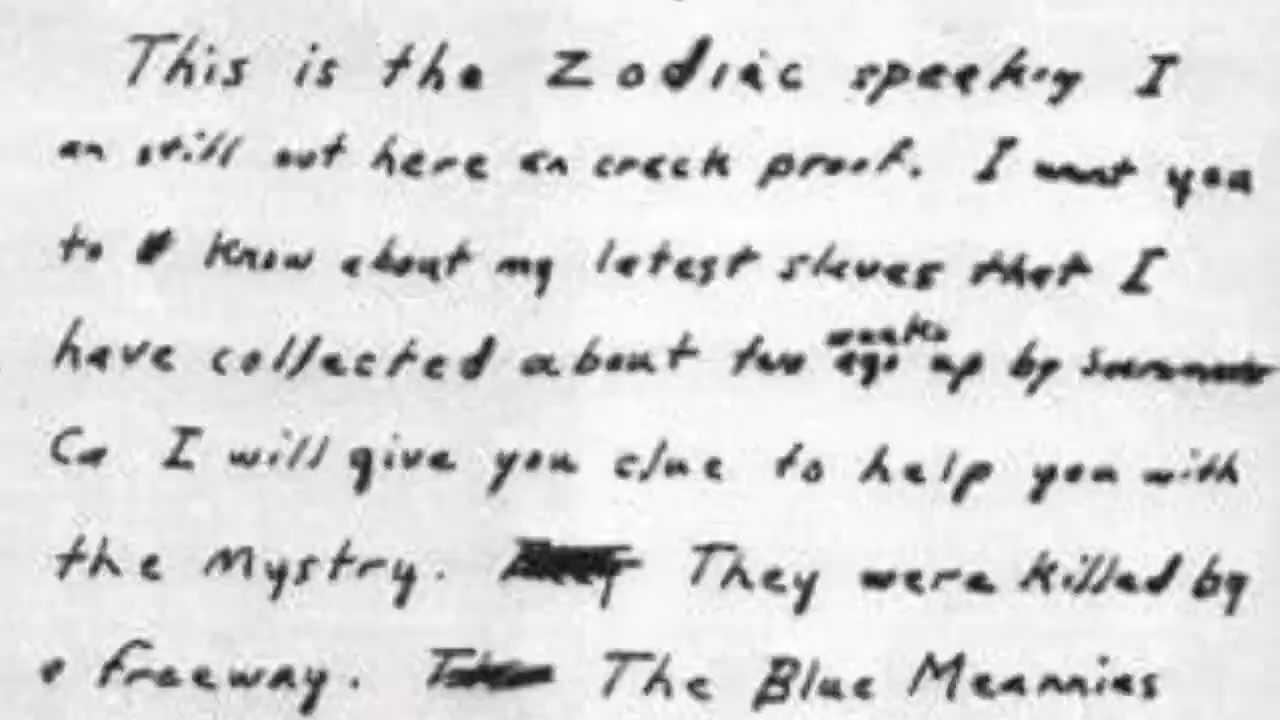 This is the Zodiac speeking I
am still out here an creek proof. I want you
to know about my latest slaves that I
have collected about two weeks ago up by
Ca I will give you clue to help you with
the Mystry. They were killed by
a freeway. The Blue Meannies